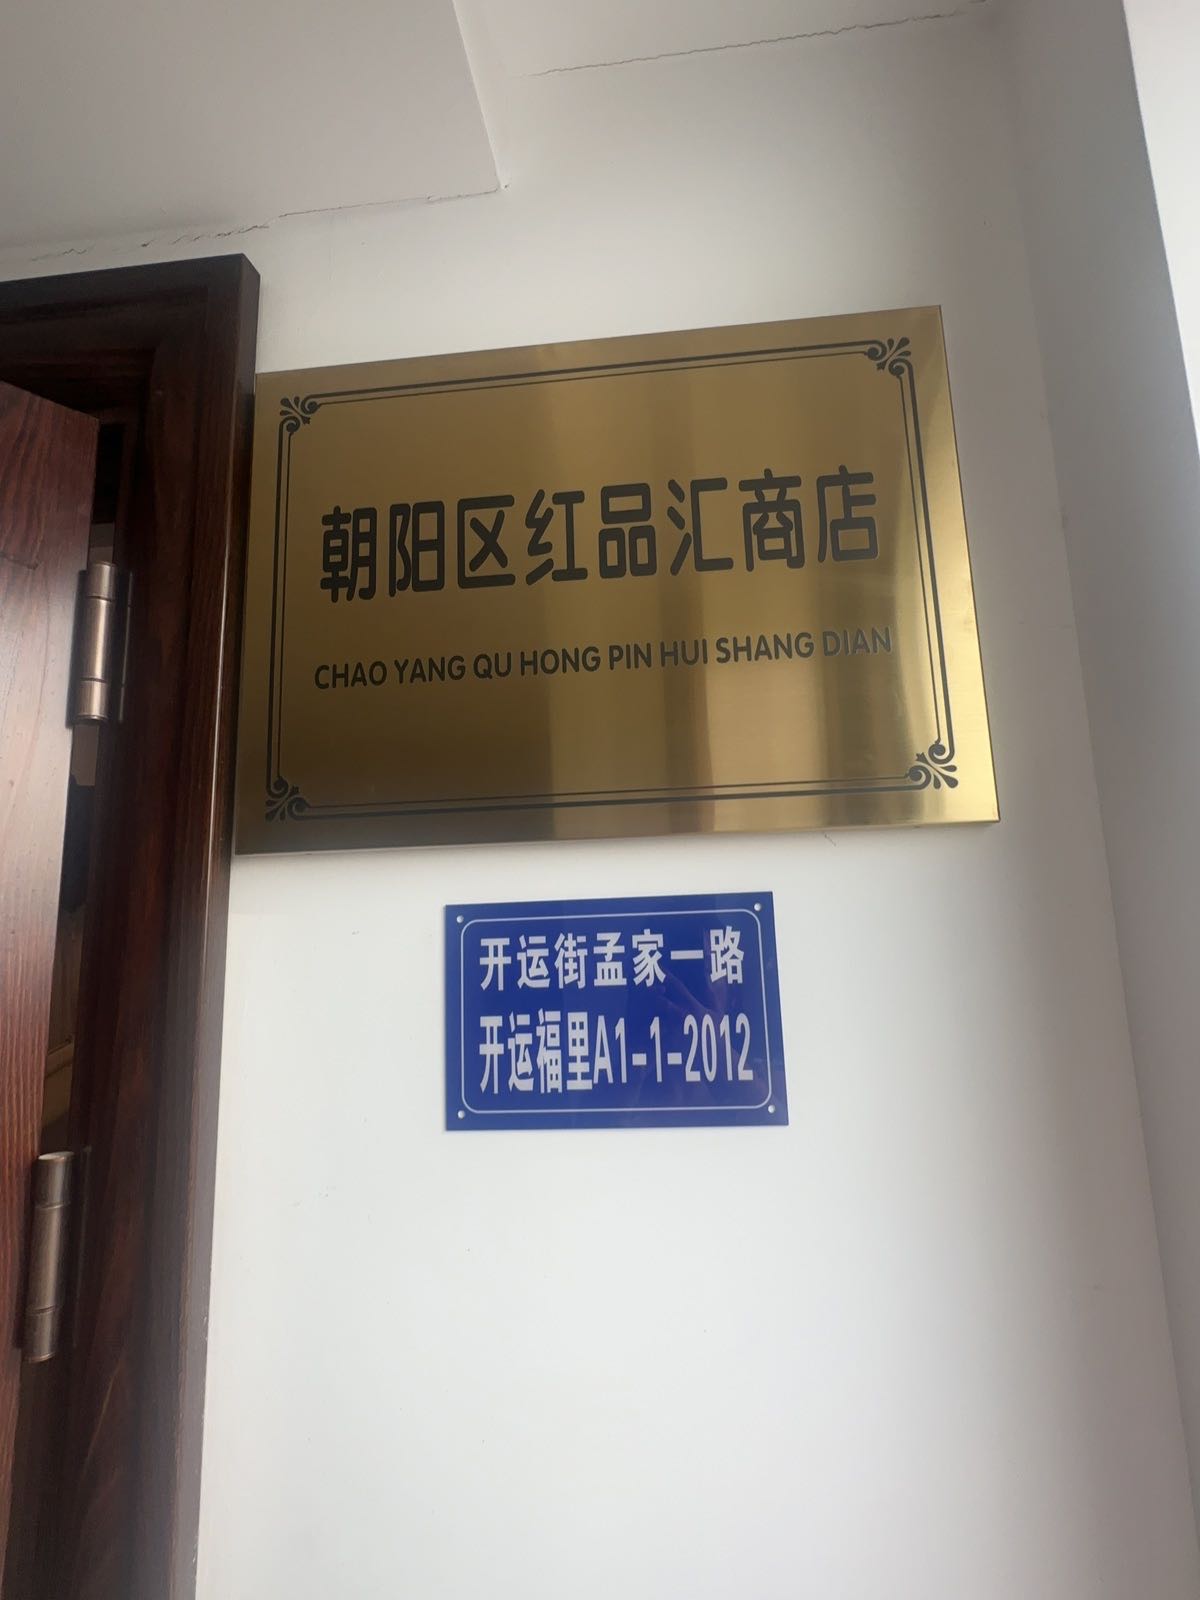 朝阳区红品汇商店
CHAO YANG QU HONG PIN HUI SHANG DIAN
开运街孟家一路
开运福里A1-1-2012